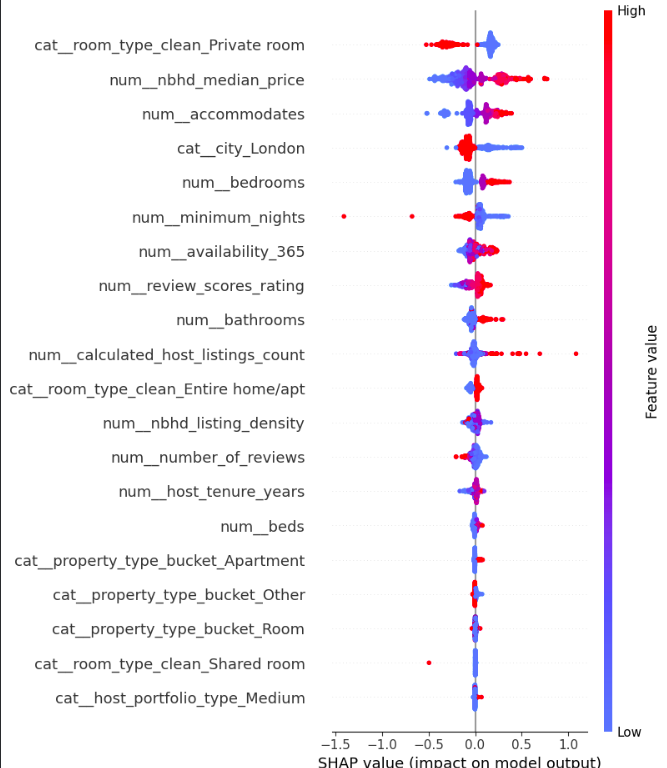 High
cat__room_type_clean_Private room
num__nbhd_median_price
num__accommodates
cat__city_London
num__bedrooms
num__minimum_nights
num__availability_365
num__review_scores_rating
num__bathrooms
num__calculated_host_listings_count
cat__room_type_clean_Entire home/apt
num__nbhd_listing_density
num__number_of_reviews
num__host_tenure_years
num__beds
cat__property_type_bucket_Apartment
cat__property_type_bucket_Other
cat__property_type_bucket_Room
cat__room_type_clean_Shared room
cat__host_portfolio_type_Medium
Feature value
Low
−1.5 −1.0 −0.5 0.0 0.5 1.0
SHAP value (impact on model output)